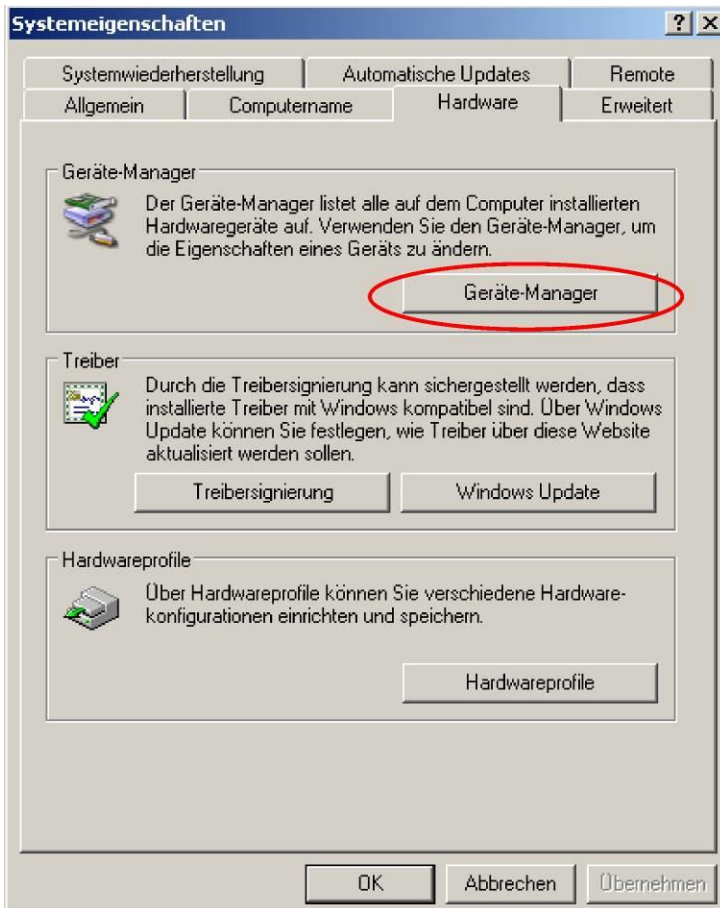 Systemeigenschaften
Systemwiederherstellung Automatische Updates Remote
Allgemein Computername Hardware Erweitert
Geräte-Manager
Der Geräte-Manager listet alle auf dem Computer installierten
Hardwaregeräte auf. Verwenden Sie den Geräte-Manager, um
die Eigenschaften eines Geräts zu ändern.
Geräte-Manager
Treiber
Durch die Treibersignierung kann sichergestellt werden, dass
installierte Treiber mit Windows kompatibel sind. Über Windows
Update können Sie festlegen, wie Treiber über diese Website
aktualisiert werden sollen.
Treibersignierung Windows Update
Hardwareprofile
Über Hardwareprofile können Sie verschiedene Hardware-
konfigurationen einrichten und speichern.
Hardwareprofile
OK Abbrechen Übernehmen